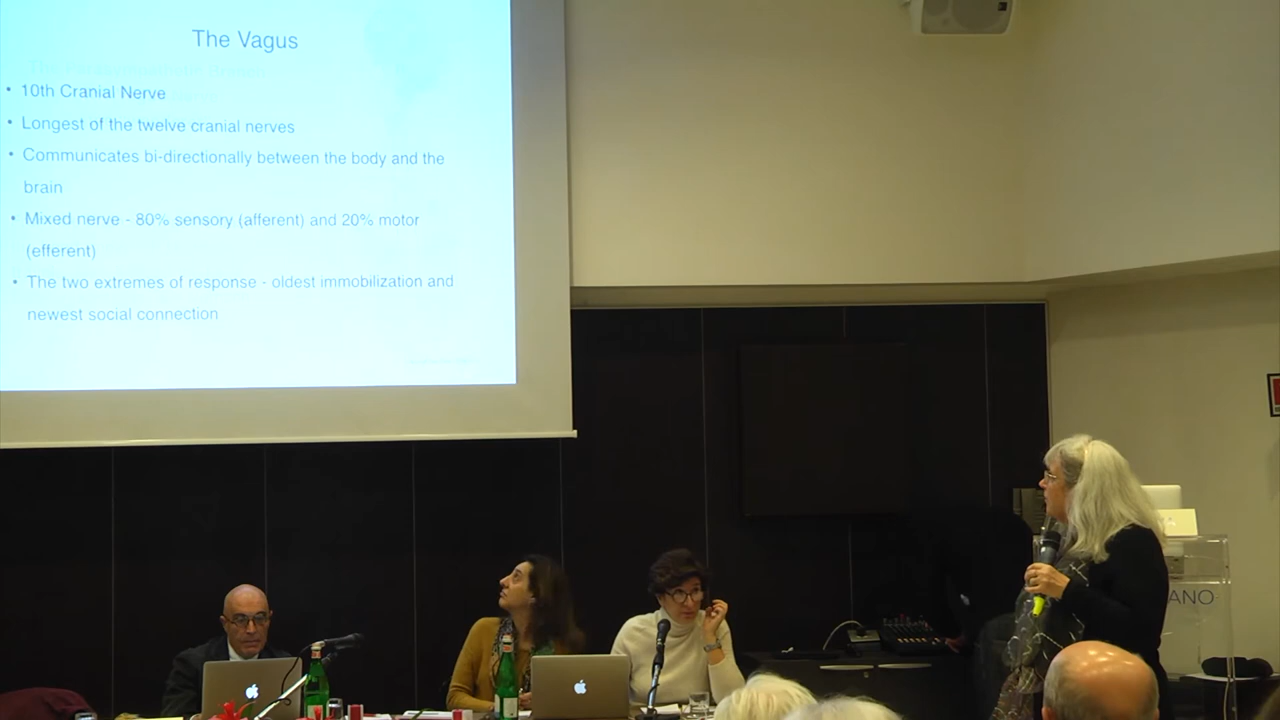 The Vagus
• 10th Cranial Nerve
• Longest of the twelve cranial nerves
• Communicates bi-directionally between the body and the
brain
• Mixed nerve - 80% sensory (afferent) and 20% motor
(efferent)
• The two extremes of response - oldest immobilization and
newest social connection
ANO